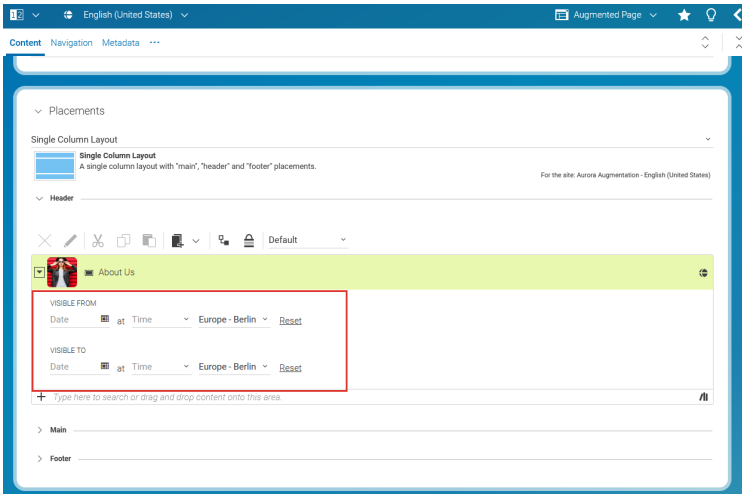 English (United States)
Augmented Page
Content Navigation Metadata ...
Placements
Single Column Layout
Single Column Layout
A single column layout with "main", "header" and "footer" placements.
For the site: Aurora Augmentation - English (United States)
Header
Default
About Us
VISIBLE FROM
Date at Time Europe - Berlin Reset
VISIBLE TO
Date at Time Europe - Berlin Reset
Type here to search or drag and drop content onto this area.
Main
Footer